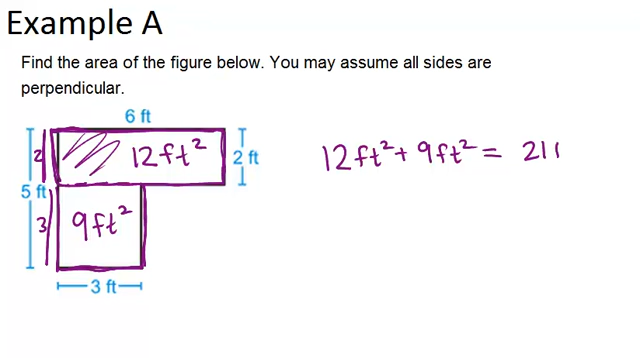 Example A
Find the area of the figure below. You may assume all sides are
perpendicular.
6 ft
2
12ft²
2 ft
12ft² + 9ft² = 21
5 ft
3
9ft²
3 ft